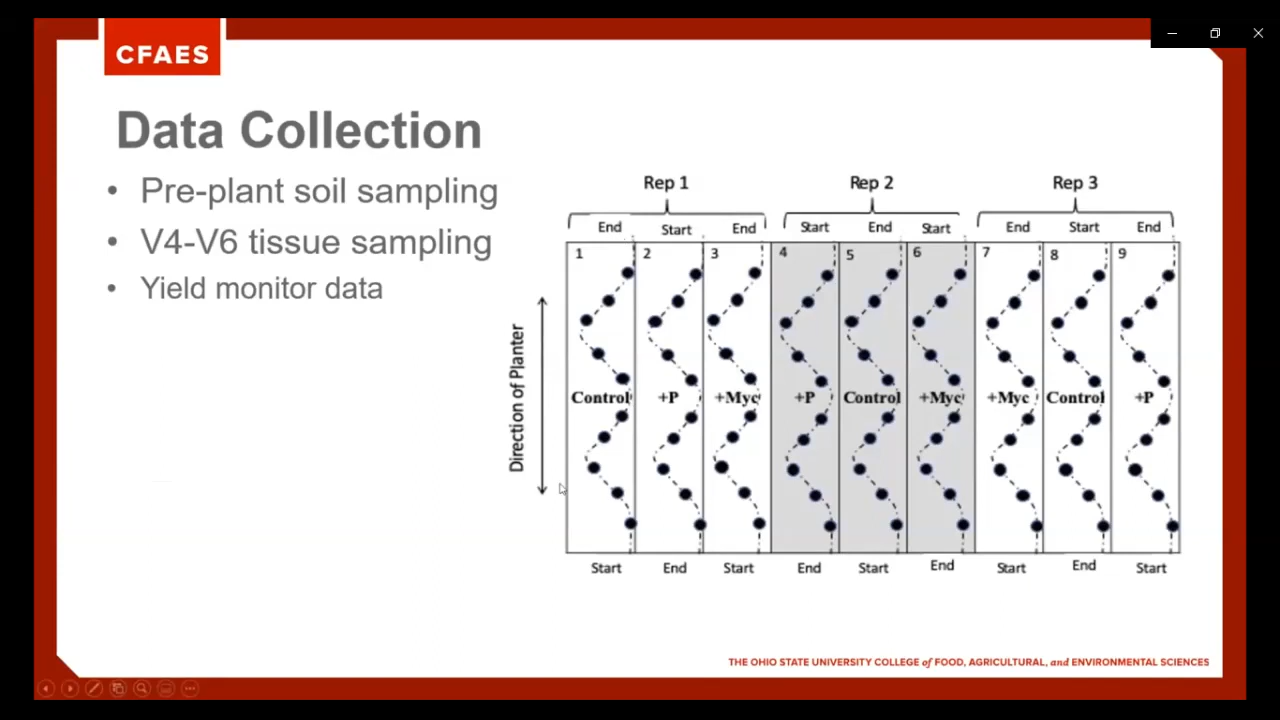 CFAES
Data Collection
• Pre-plant soil sampling
• V4-V6 tissue sampling
• Yield monitor data
Rep 1 Rep 2 Rep 3
End Start End Start End Start End Start End
1 2 3 4 5 6 7 8 9
Direction of Planter
Control +P +Myc +P Control +Myc +Myc Control +P
Start End Start End Start End Start End Start
THE OHIO STATE UNIVERSITY COLLEGE of FOOD, AGRICULTURAL, and ENVIRONMENTAL SCIENCES